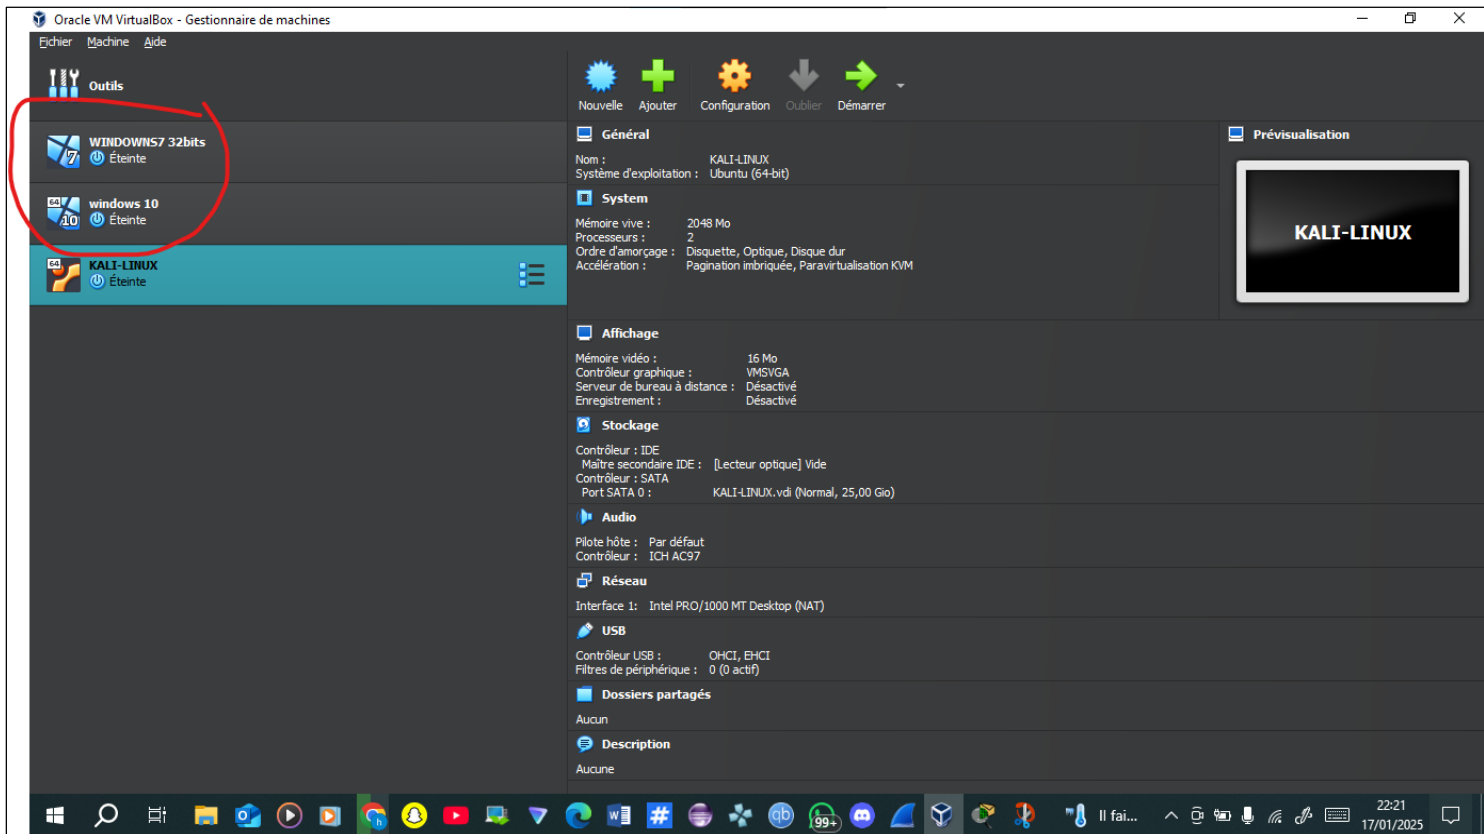 Oracle VM VirtualBox - Gestionnaire de machines
Fichier Machine Aide
Outils
WINDOWNS7 32bits
7 Éteinte
64 windows 10
10 Éteinte
64 KALI-LINUX
Éteinte
Nouvelle Ajouter Configuration Oublier Démarrer
Général
Nom : KALI-LINUX
Système d'exploitation : Ubuntu (64-bit)
System
Mémoire vive : 2048 Mo
Processeurs : 2
Ordre d'amorçage : Disquette, Optique, Disque dur
Accélération : Pagination imbriquée, Paravirtualisation KVM
Prévisualisation
KALI-LINUX
Affichage
Mémoire vidéo : 16 Mo
Contrôleur graphique : VMSVGA
Serveur de bureau à distance : Désactivé
Enregistrement : Désactivé
Stockage
Contrôleur : IDE
Maître secondaire IDE : [Lecteur optique] Vide
Contrôleur : SATA
Port SATA 0 : KALI-LINUX.vdi (Normal, 25,00 Gio)
Audio
Pilote hôte : Par défaut
Contrôleur : ICH AC97
Réseau
Interface 1: Intel PRO/1000 MT Desktop (NAT)
USB
Contrôleur USB : OHCI, EHCI
Filtres de périphérique : 0 (0 actif)
Dossiers partagés
Aucun
Description
Aucune
h W # qb 99+ Il fai... 22:21
17/01/2025